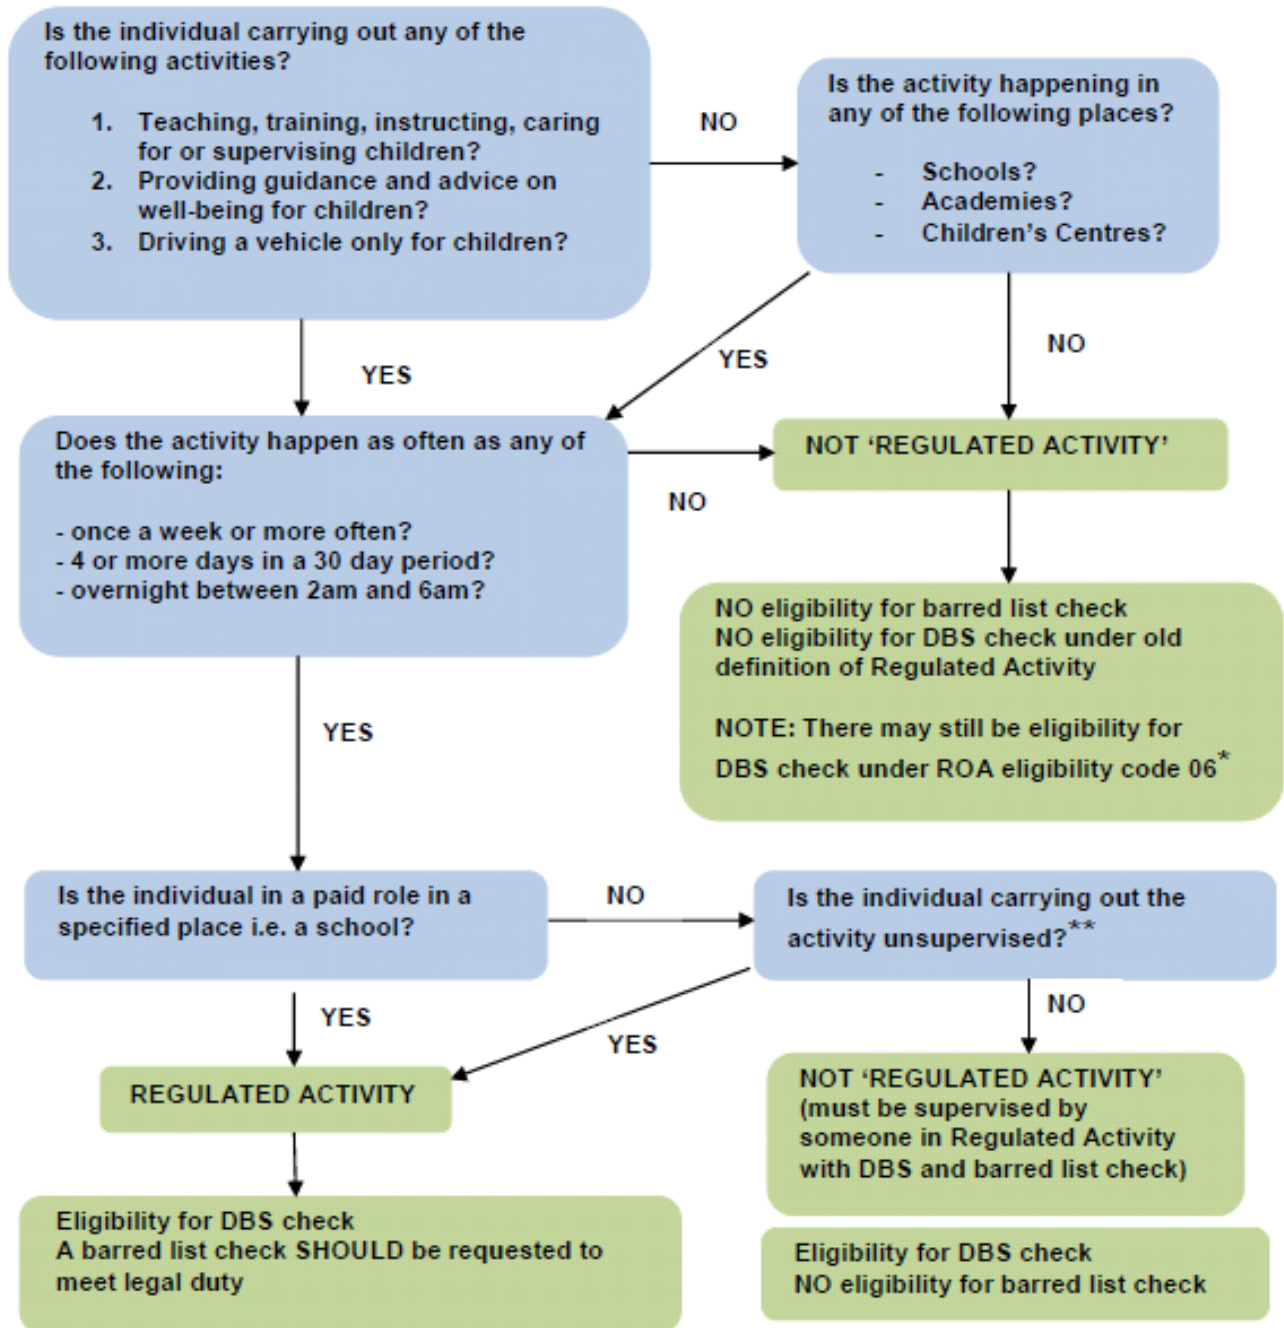 Is the individual carrying out any of the
following activities?
1. Teaching, training, instructing, caring
for or supervising children?
2. Providing guidance and advice on
well-being for children?
3. Driving a vehicle only for children?
NO
Is the activity happening in
any of the following places?
- Schools?
- Academies?
- Children's Centres?
YES
YES
NO
Does the activity happen as often as any of
the following:
- once a week or more often?
- 4 or more days in a 30 day period?
- overnight between 2am and 6am?
NO
NOT ‘REGULATED ACTIVITY’
NO eligibility for barred list check
NO eligibility for DBS check under old
definition of Regulated Activity
NOTE: There may still be eligibility for
DBS check under ROA eligibility code 06*
YES
Is the individual in a paid role in a
specified place i.e. a school?
NO
Is the individual carrying out the
activity unsupervised?**
YES
YES
NO
REGULATED ACTIVITY
NOT ‘REGULATED ACTIVITY’
(must be supervised by
someone in Regulated Activity
with DBS and barred list check)
Eligibility for DBS check
A barred list check SHOULD be requested to
meet legal duty
Eligibility for DBS check
NO eligibility for barred list check